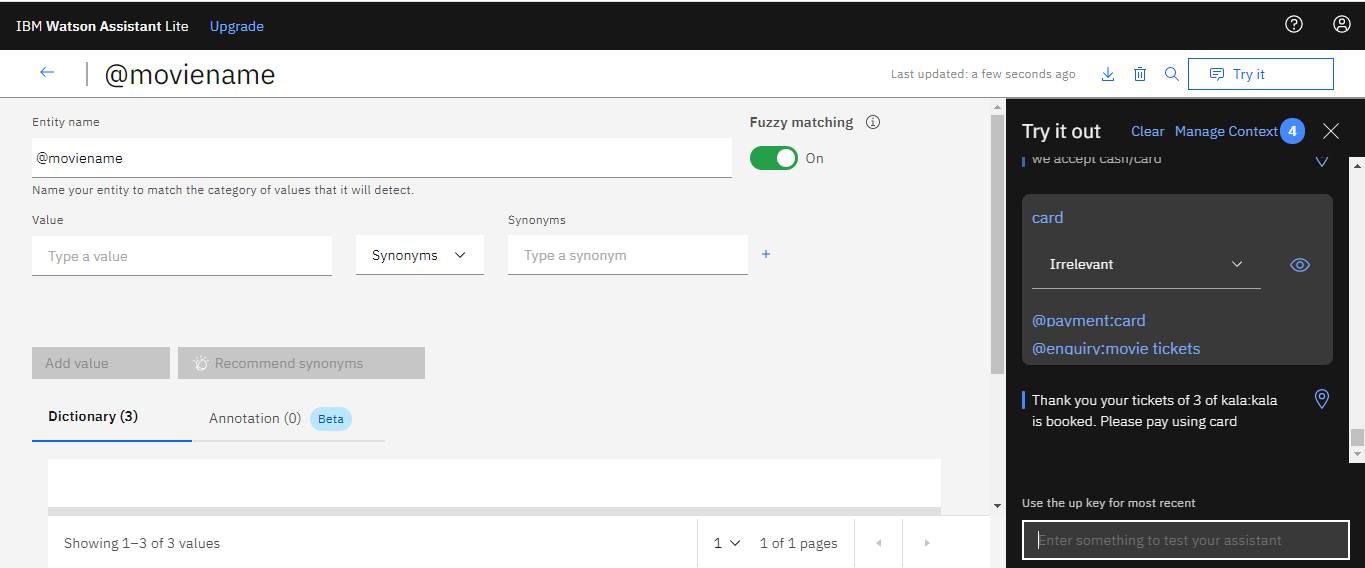 IBM Watson Assistant Lite Upgrade
@moviename
Last updated: a few seconds ago
Try it
Entity name
@moviename
Name your entity to match the category of values that it will detect.
Fuzzy matching
On
Value
Synonyms
Type a value
Synonyms
Type a synonym
+
Add value
Recommend synonyms
Dictionary (3)
Annotation (0) Beta
Showing 1–3 of 3 values
1
1 of 1 pages
Try it out
Clear
Manage Context 4
we accept cash/card
card
Irrelevant
@payment:card
@enquiry:movie tickets
Thank you your tickets of 3 of kala:kala
is booked. Please pay using card
Use the up key for most recent
Enter something to test your assistant